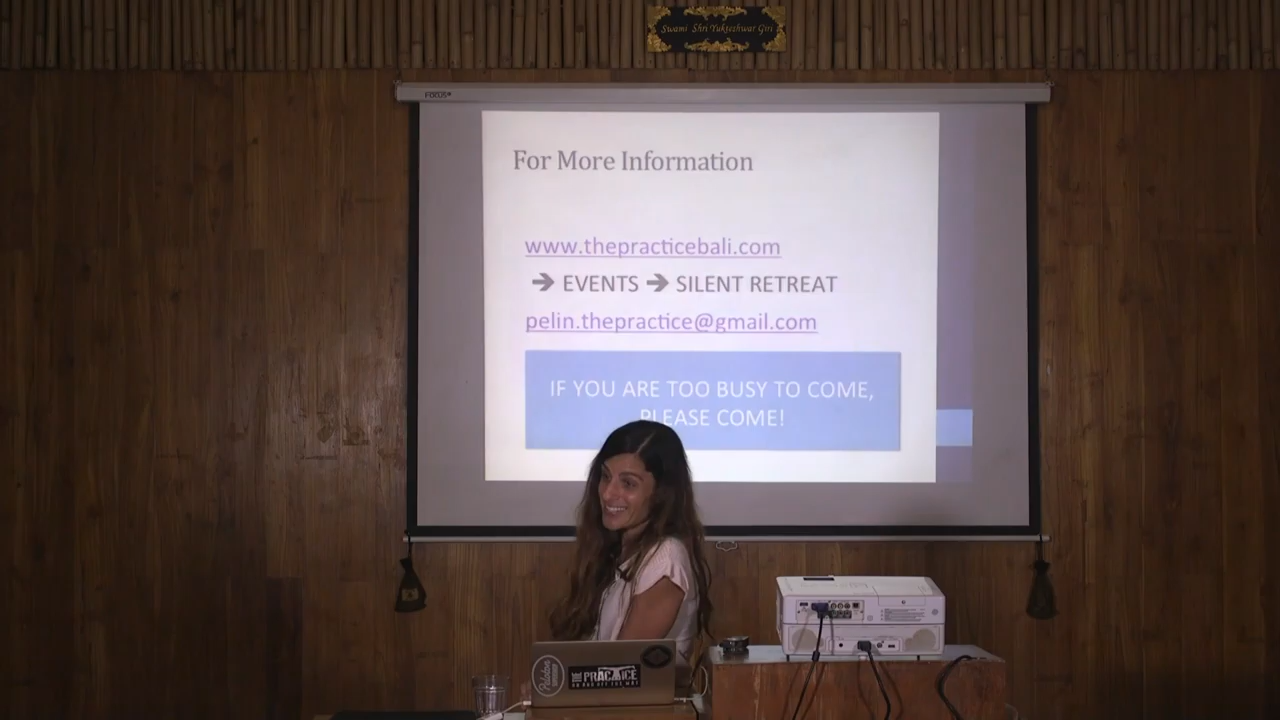 Swami Shri Yukteshwar Giri
FOCUS
For More Information
www.thepracticebali.com
➔ EVENTS ➔ SILENT RETREAT
pelin.thepractice@gmail.com
IF YOU ARE TOO BUSY TO COME,
PLEASE COME!
THE PRACTICE